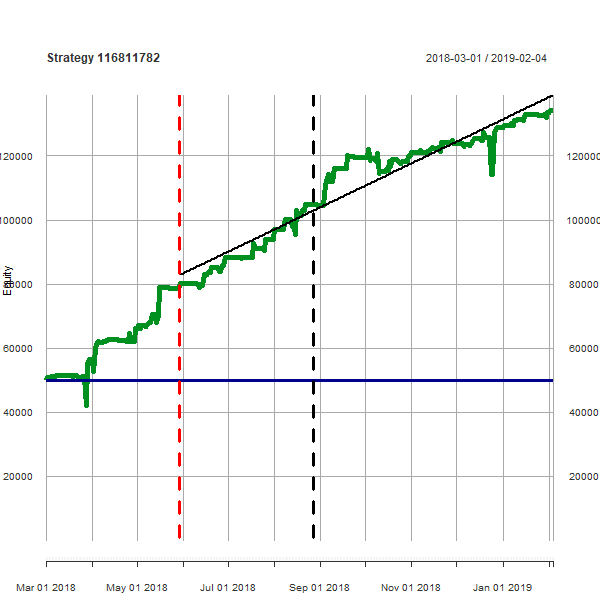 Strategy 116811782 2018-03-01 / 2019-02-04
120000 120000
100000 100000
Equity
80000 80000
60000 60000
40000 40000
20000 20000
Mar 01 2018 May 01 2018 Jul 01 2018 Sep 01 2018 Nov 01 2018 Jan 01 2019